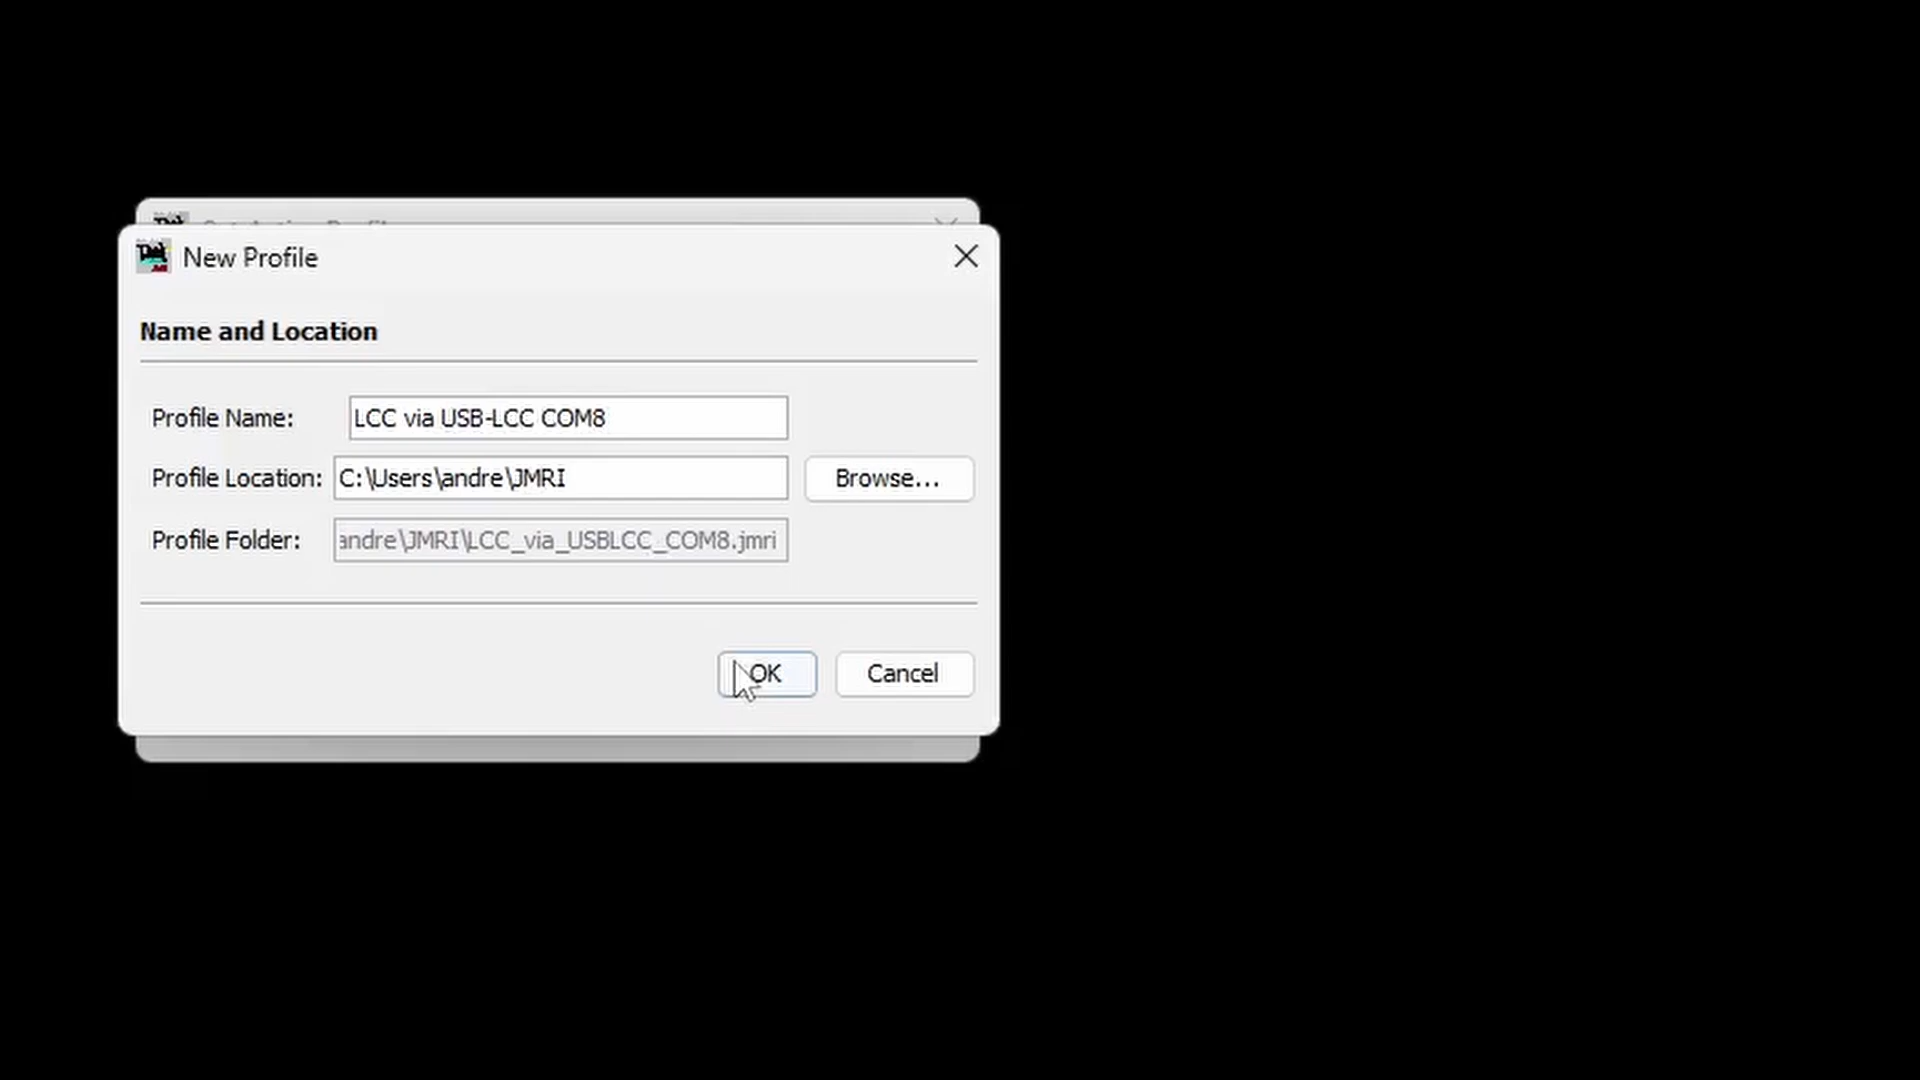 New Profile
Name and Location
Profile Name: LCC via USB-LCC COM8
Profile Location: C:\Users\andre\JMRI Browse...
Profile Folder: andre\JMRI\LCC_via_USBLCC_COM8.jmri
OK Cancel